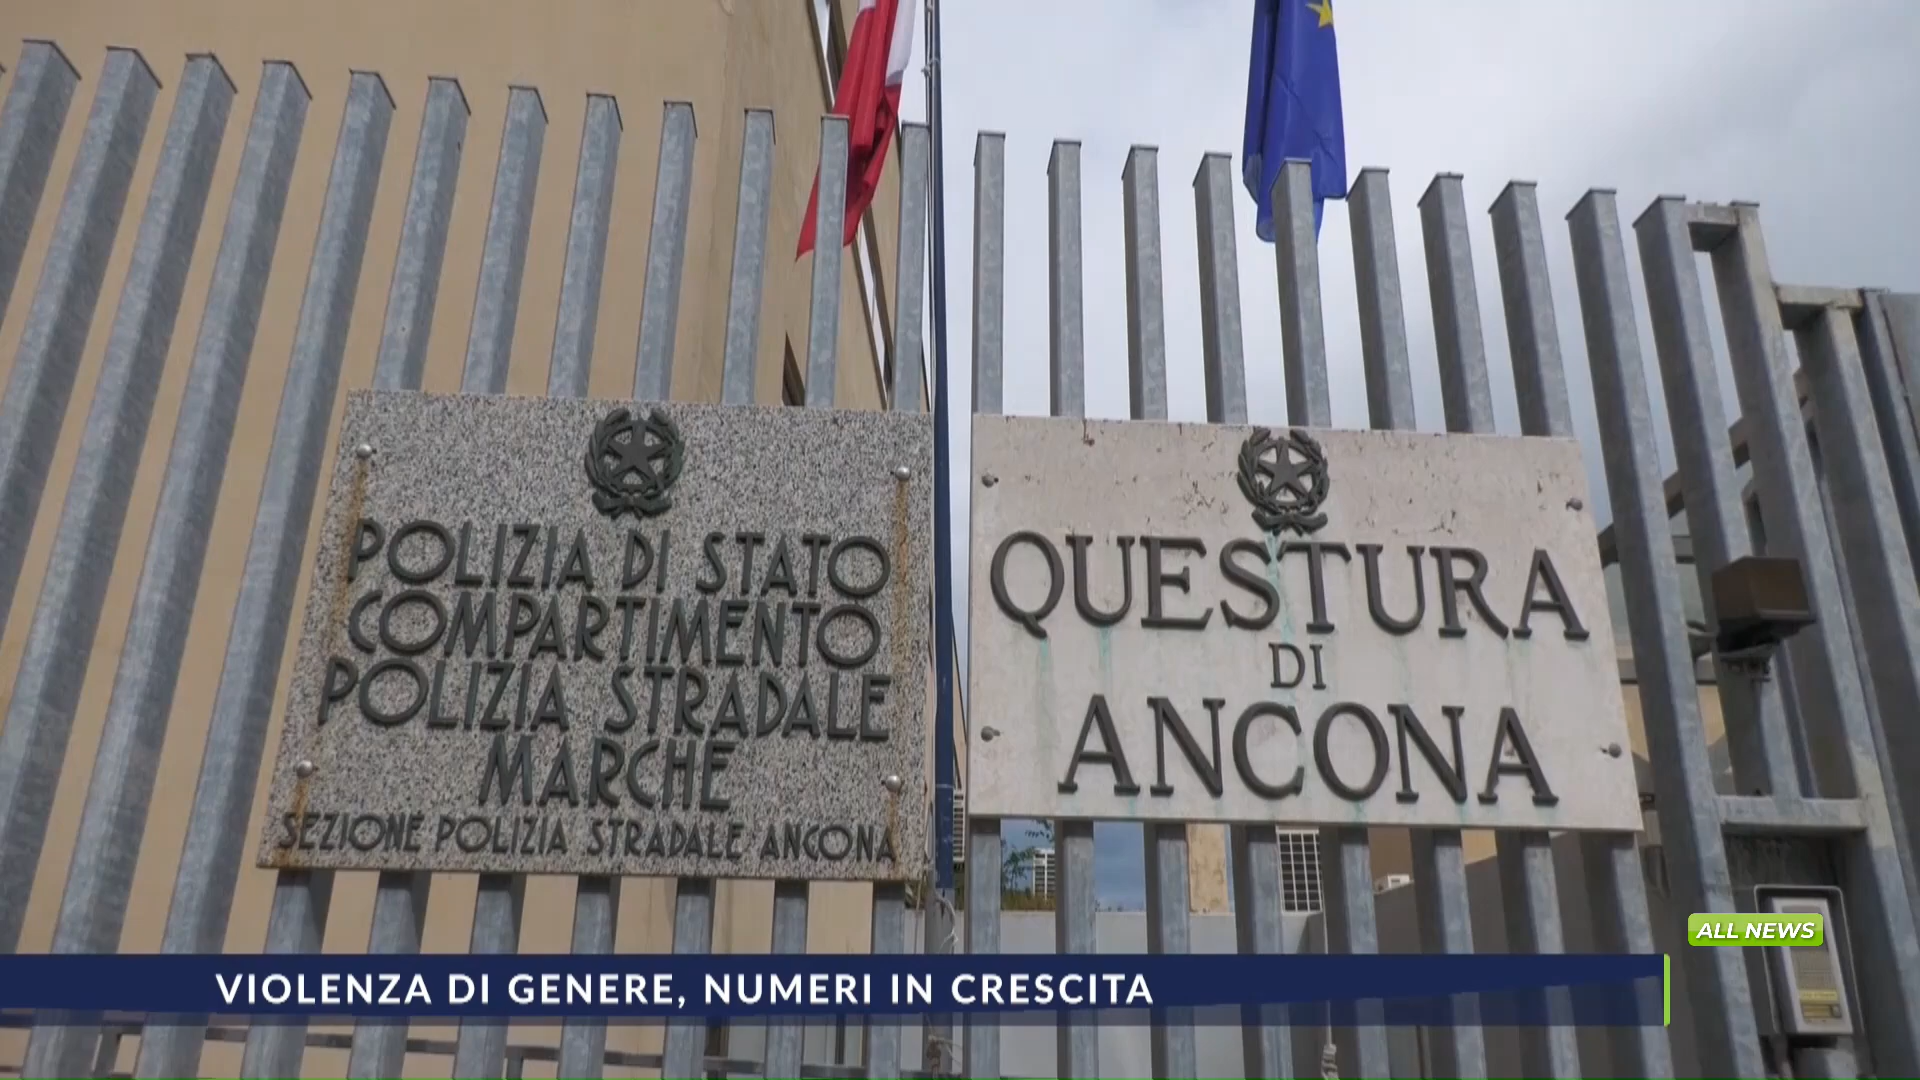 POLIZIA DI STATO
COMPARTIMENTO
POLIZIA STRADALE
MARCHE
SEZIONE POLIZIA STRADALE ANCONA
QUESTURA
DI
ANCONA
ALL NEWS
VIOLENZA DI GENERE, NUMERI IN CRESCITA